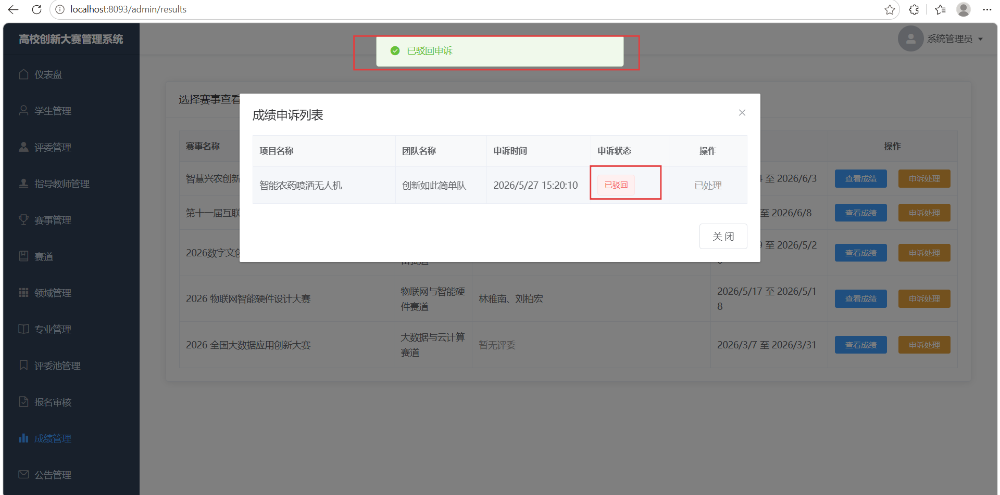 localhost:8093/admin/results
高校创新大赛管理系统
系统管理员
已驳回申诉
仪表盘
学生管理
评委管理
指导教师管理
赛事管理
赛道
领域管理
专业管理
评委池管理
报名审核
成绩管理
公告管理
选择赛事查看
成绩申诉列表
项目名称 团队名称 申诉时间 申诉状态 操作
智能农药喷洒无人机 创新如此简单队 2026/5/27 15:20:10 已驳回 已处理
关闭
赛事名称 操作
智慧兴农创新 至 2026/6/3 查看成绩 申诉处理
第十一届互联 至 2026/6/8 查看成绩 申诉处理
2026数字文创 至 2026/5/2 查看成绩 申诉处理
2026 物联网智能硬件设计大赛 物联网与智能硬件赛道 林雅南、刘柏宏 2026/5/17 至 2026/5/18 查看成绩 申诉处理
2026 全国大数据应用创新大赛 大数据与云计算赛道 暂无评委 2026/3/7 至 2026/3/31 查看成绩 申诉处理